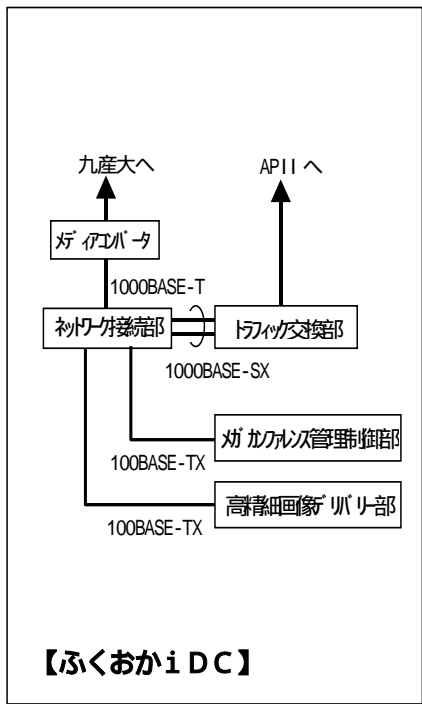 九産大へ
APII へ
メディアコンバータ
1000BASE-T
ネットワーク接続部
トラフィック交換部
1000BASE-SX
メガカンファレンス管理制御部
100BASE-TX
高精細画像デリバリー部
100BASE-TX
【ふくおかiDC】